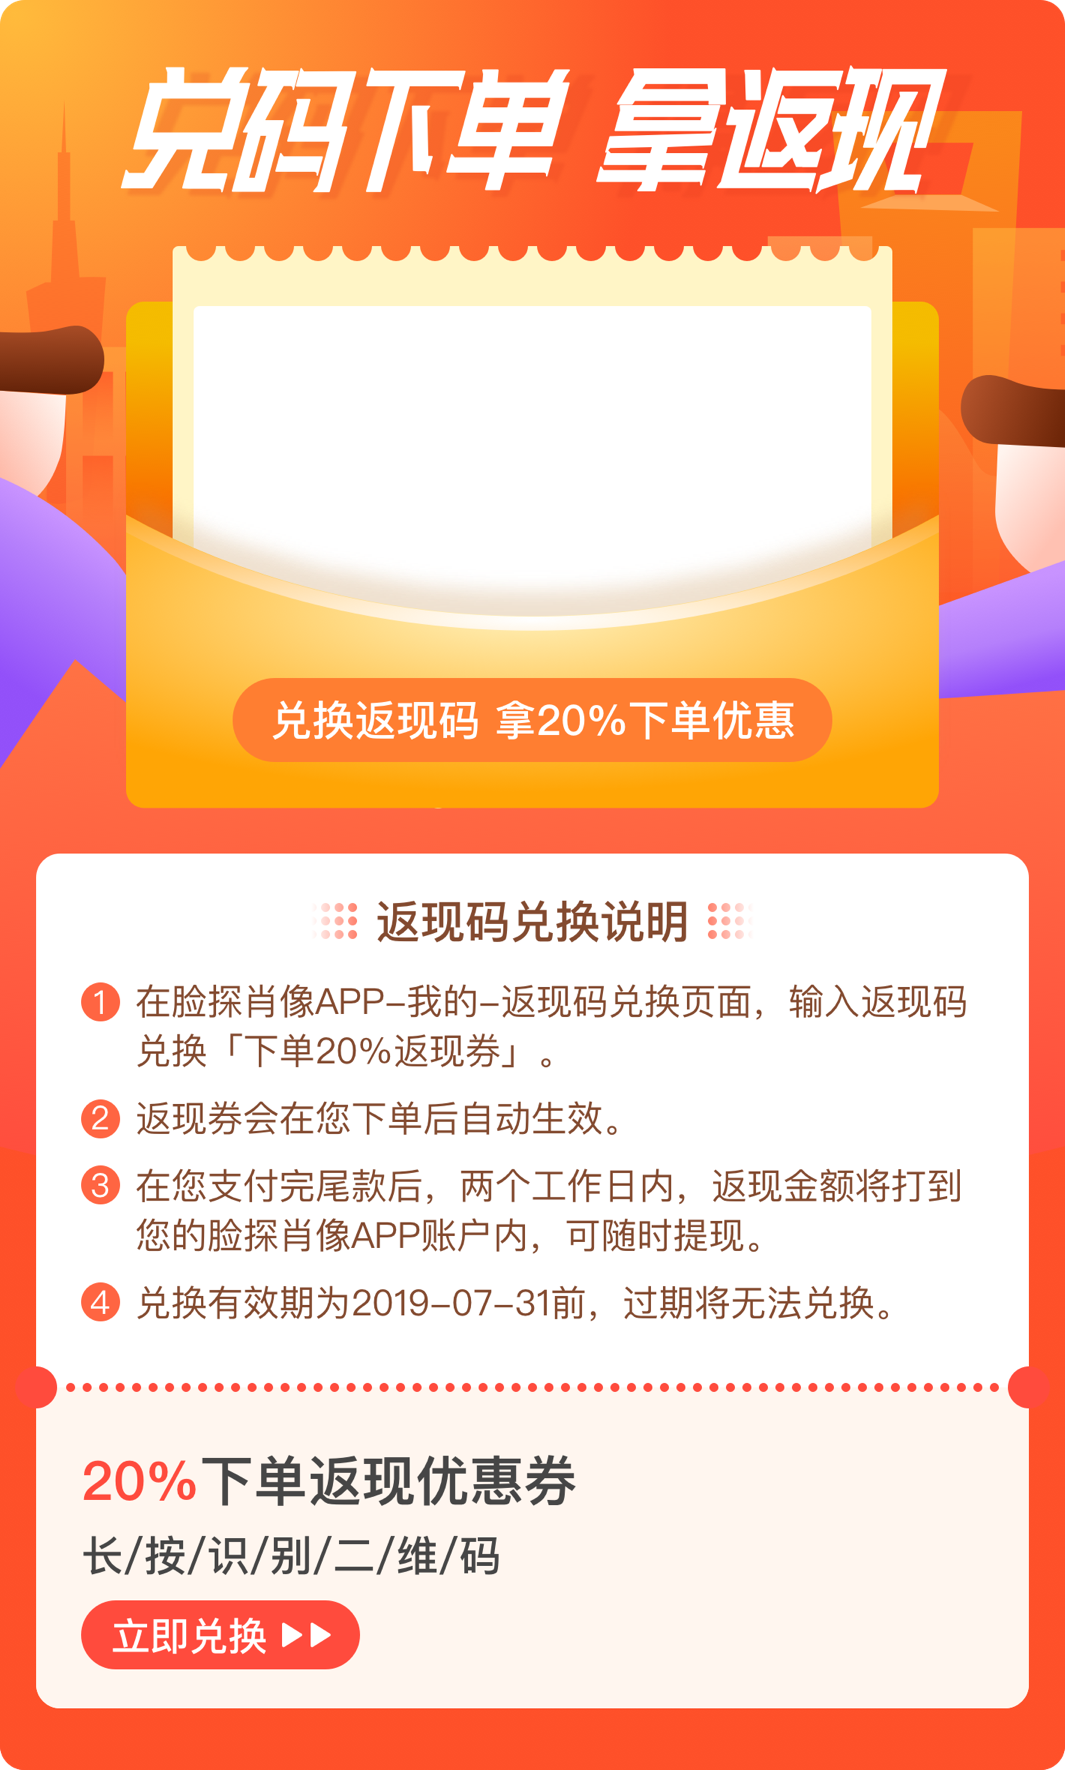 兑码下单 拿返现
兑换返现码 拿20%下单优惠
返现码兑换说明
1 在脸探肖像APP-我的-返现码兑换页面，输入返现码
兑换「下单20%返现券」。
2 返现券会在您下单后自动生效。
3 在您支付完尾款后，两个工作日内，返现金额将打到
您的脸探肖像APP账户内，可随时提现。
4 兑换有效期为2019-07-31前，过期将无法兑换。
20%下单返现优惠券
长/按/识/别/二/维/码
立即兑换